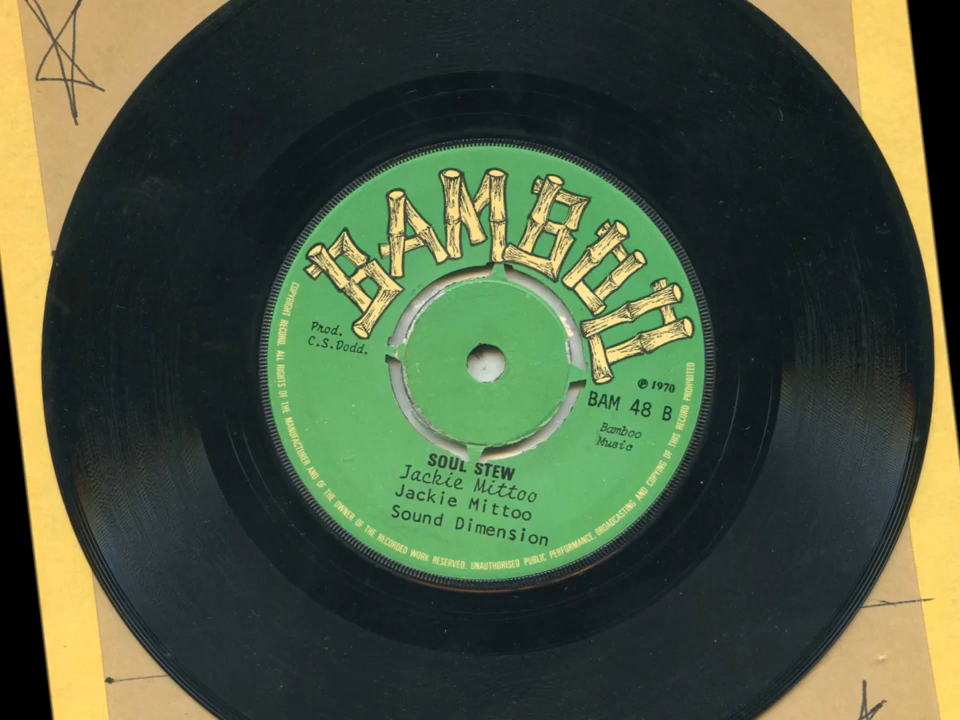 BAMBOO
Prod.
C.S.Dodd.
℗ 1970
BAM 48 B
Bamboo
Music
SOUL STEW
Jackie Mittoo
Jackie Mittoo
Sound Dimension
COPYRIGHT RECORD. ALL RIGHTS OF THE MANUFACTURER AND OF THE OWNER OF THE RECORDED WORK RESERVED. UNAUTHORISED PUBLIC PERFORMANCE, BROADCASTING AND COPYING OF THIS RECORD PROHIBITED